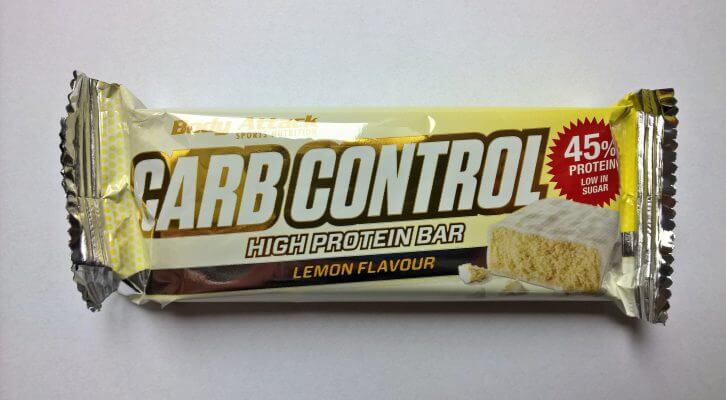 Body Attack
SPORTS NUTRITION
CARB CONTROL
HIGH PROTEIN BAR
LEMON FLAVOUR
45%
PROTEIN
LOW IN
SUGAR